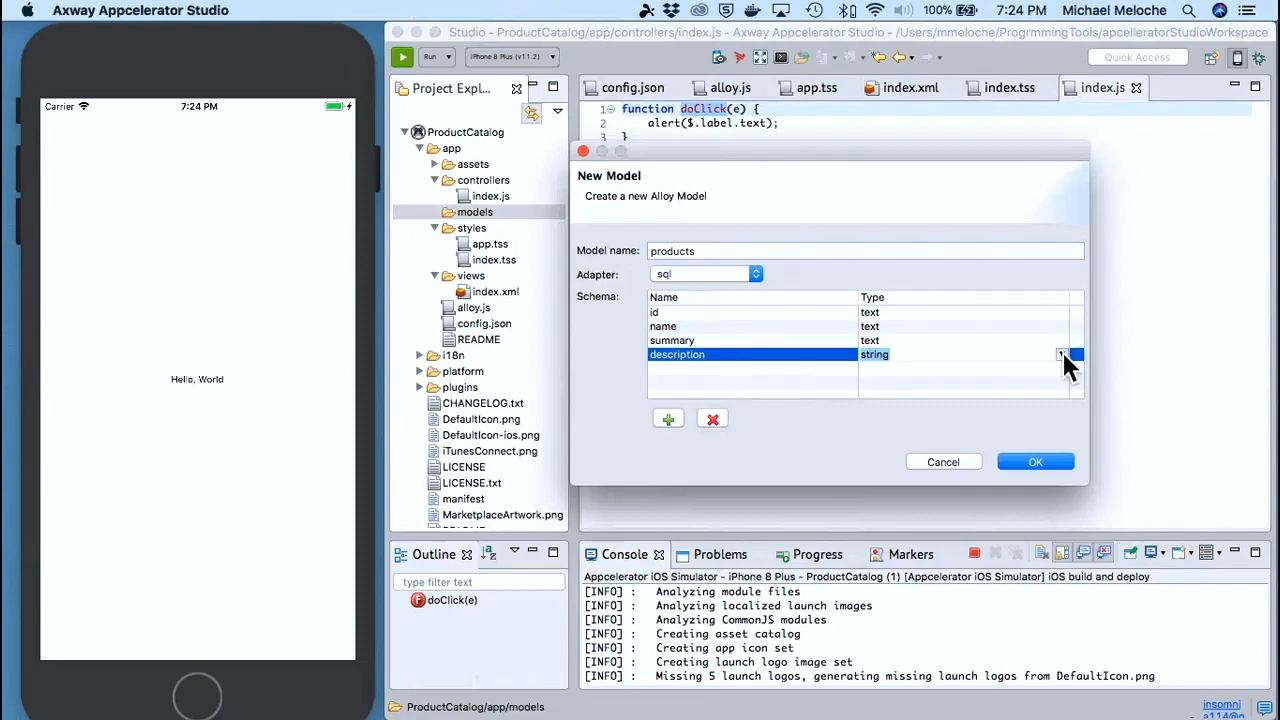 Axway Appcelerator Studio
100%
7:24 PM
Michael Meloche
Studio - ProductCatalog/app/controllers/index.js - Axway Appcelerator Studio - /Users/mmeloche/ProgrmmingTools/apcelleratorStudioWorkspace
Run
iPhone 8 Plus (v11.2)
Quick Access
Carrier
7:24 PM
Hello, World
Project Expl...
ProductCatalog
app
assets
controllers
index.js
models
styles
app.tss
index.tss
views
index.xml
alloy.js
config.json
README
i18n
platform
plugins
CHANGELOG.txt
DefaultIcon.png
DefaultIcon-ios.png
iTunesConnect.png
LICENSE
LICENSE.txt
manifest
MarketplaceArtwork.png
config.json
alloy.js
app.tss
index.xml
index.tss
index.js
1 function doClick(e) {
2 alert($.label.text);
3 }
New Model
Create a new Alloy Model
Model name: products
Adapter: sql
Schema:
Name Type
id text
name text
summary text
description string
Cancel
OK
Outline
type filter text
F doClick(e)
Console
Problems
Progress
Markers
Appcelerator iOS Simulator - iPhone 8 Plus - ProductCatalog (1) [Appcelerator iOS Simulator] iOS build and deploy
[INFO] : Analyzing module files
[INFO] : Analyzing localized launch images
[INFO] : Analyzing CommonJS modules
[INFO] : Creating asset catalog
[INFO] : Creating app icon set
[INFO] : Creating launch logo image set
[INFO] : Missing 5 launch logos, generating missing launch logos from DefaultIcon.png
ProductCatalog/app/models
insomni
a114@g